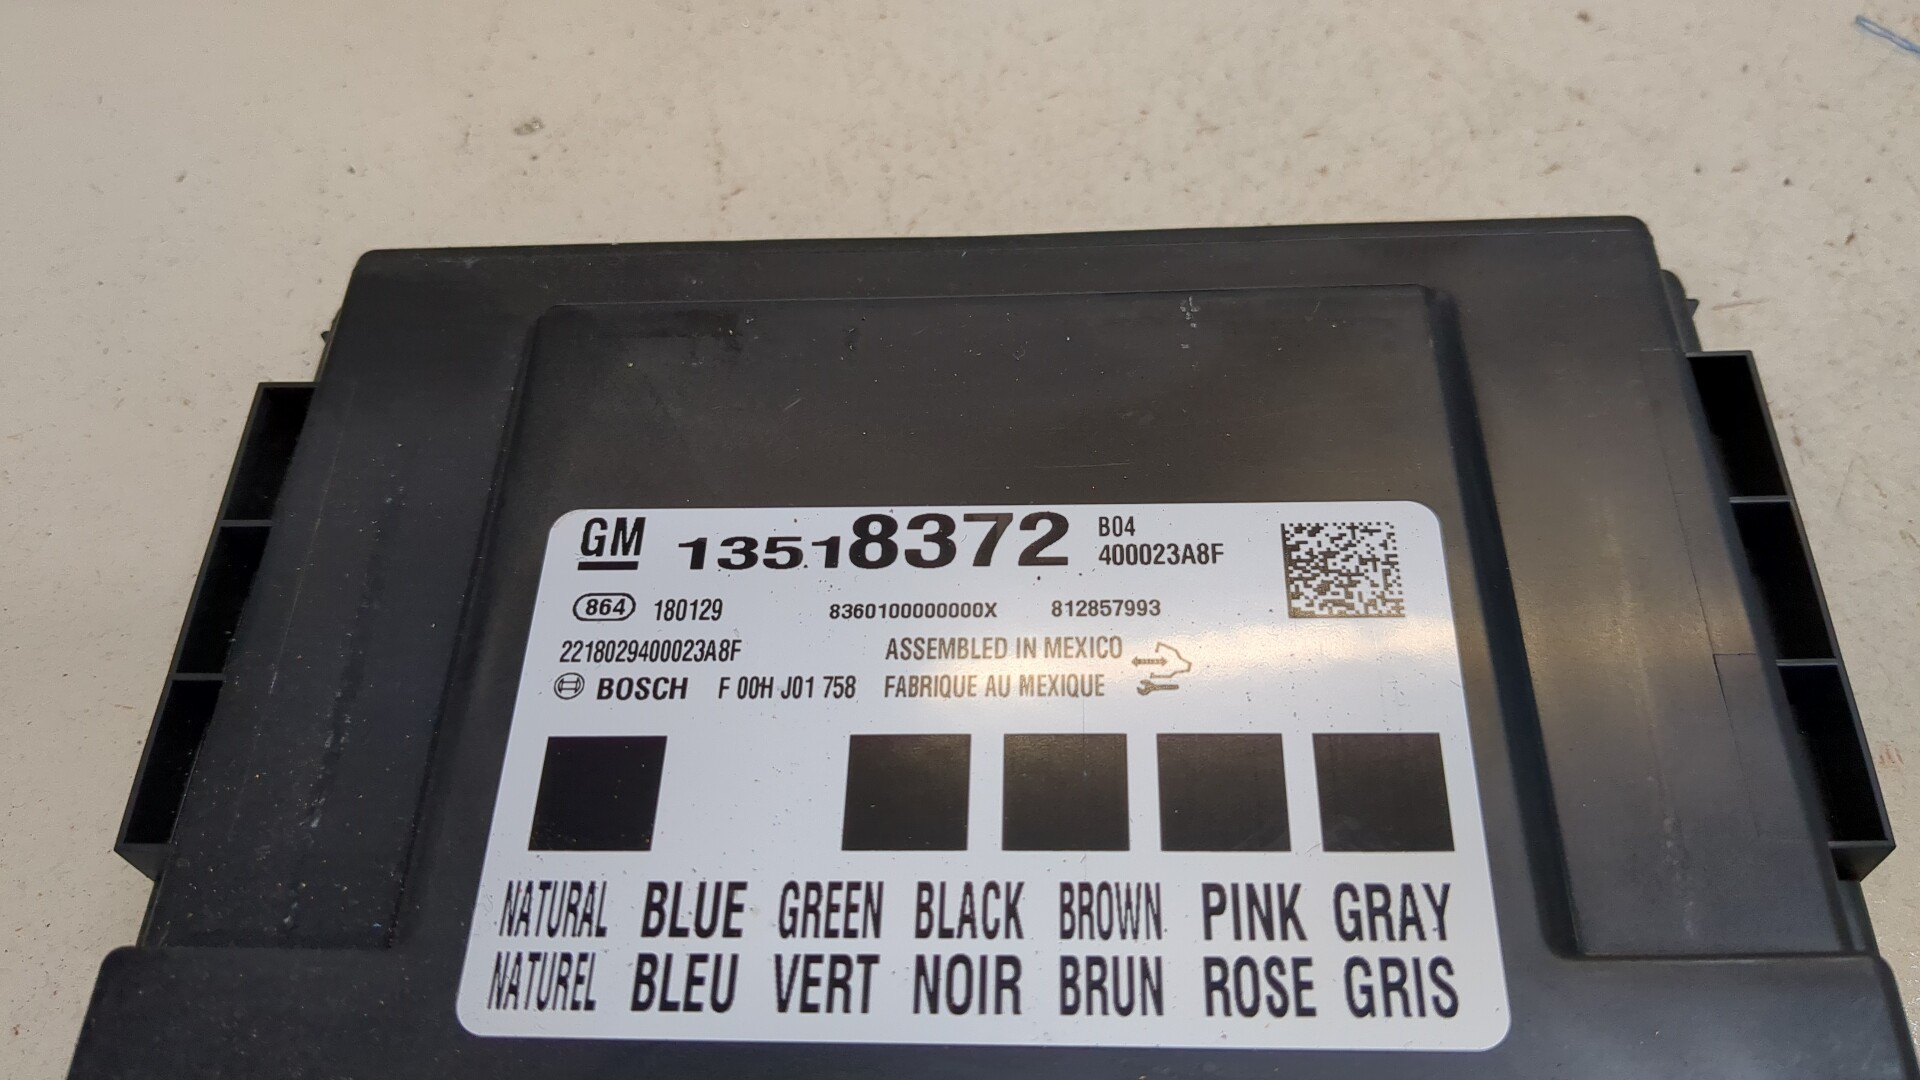 GM 13518372 B04
400023A8F
864 180129 8360100000000X 812857993
2218029400023A8F ASSEMBLED IN MEXICO
BOSCH F 00H J01 758 FABRIQUE AU MEXIQUE
NATURAL BLUE GREEN BLACK BROWN PINK GRAY
NATUREL BLEU VERT NOIR BRUN ROSE GRIS